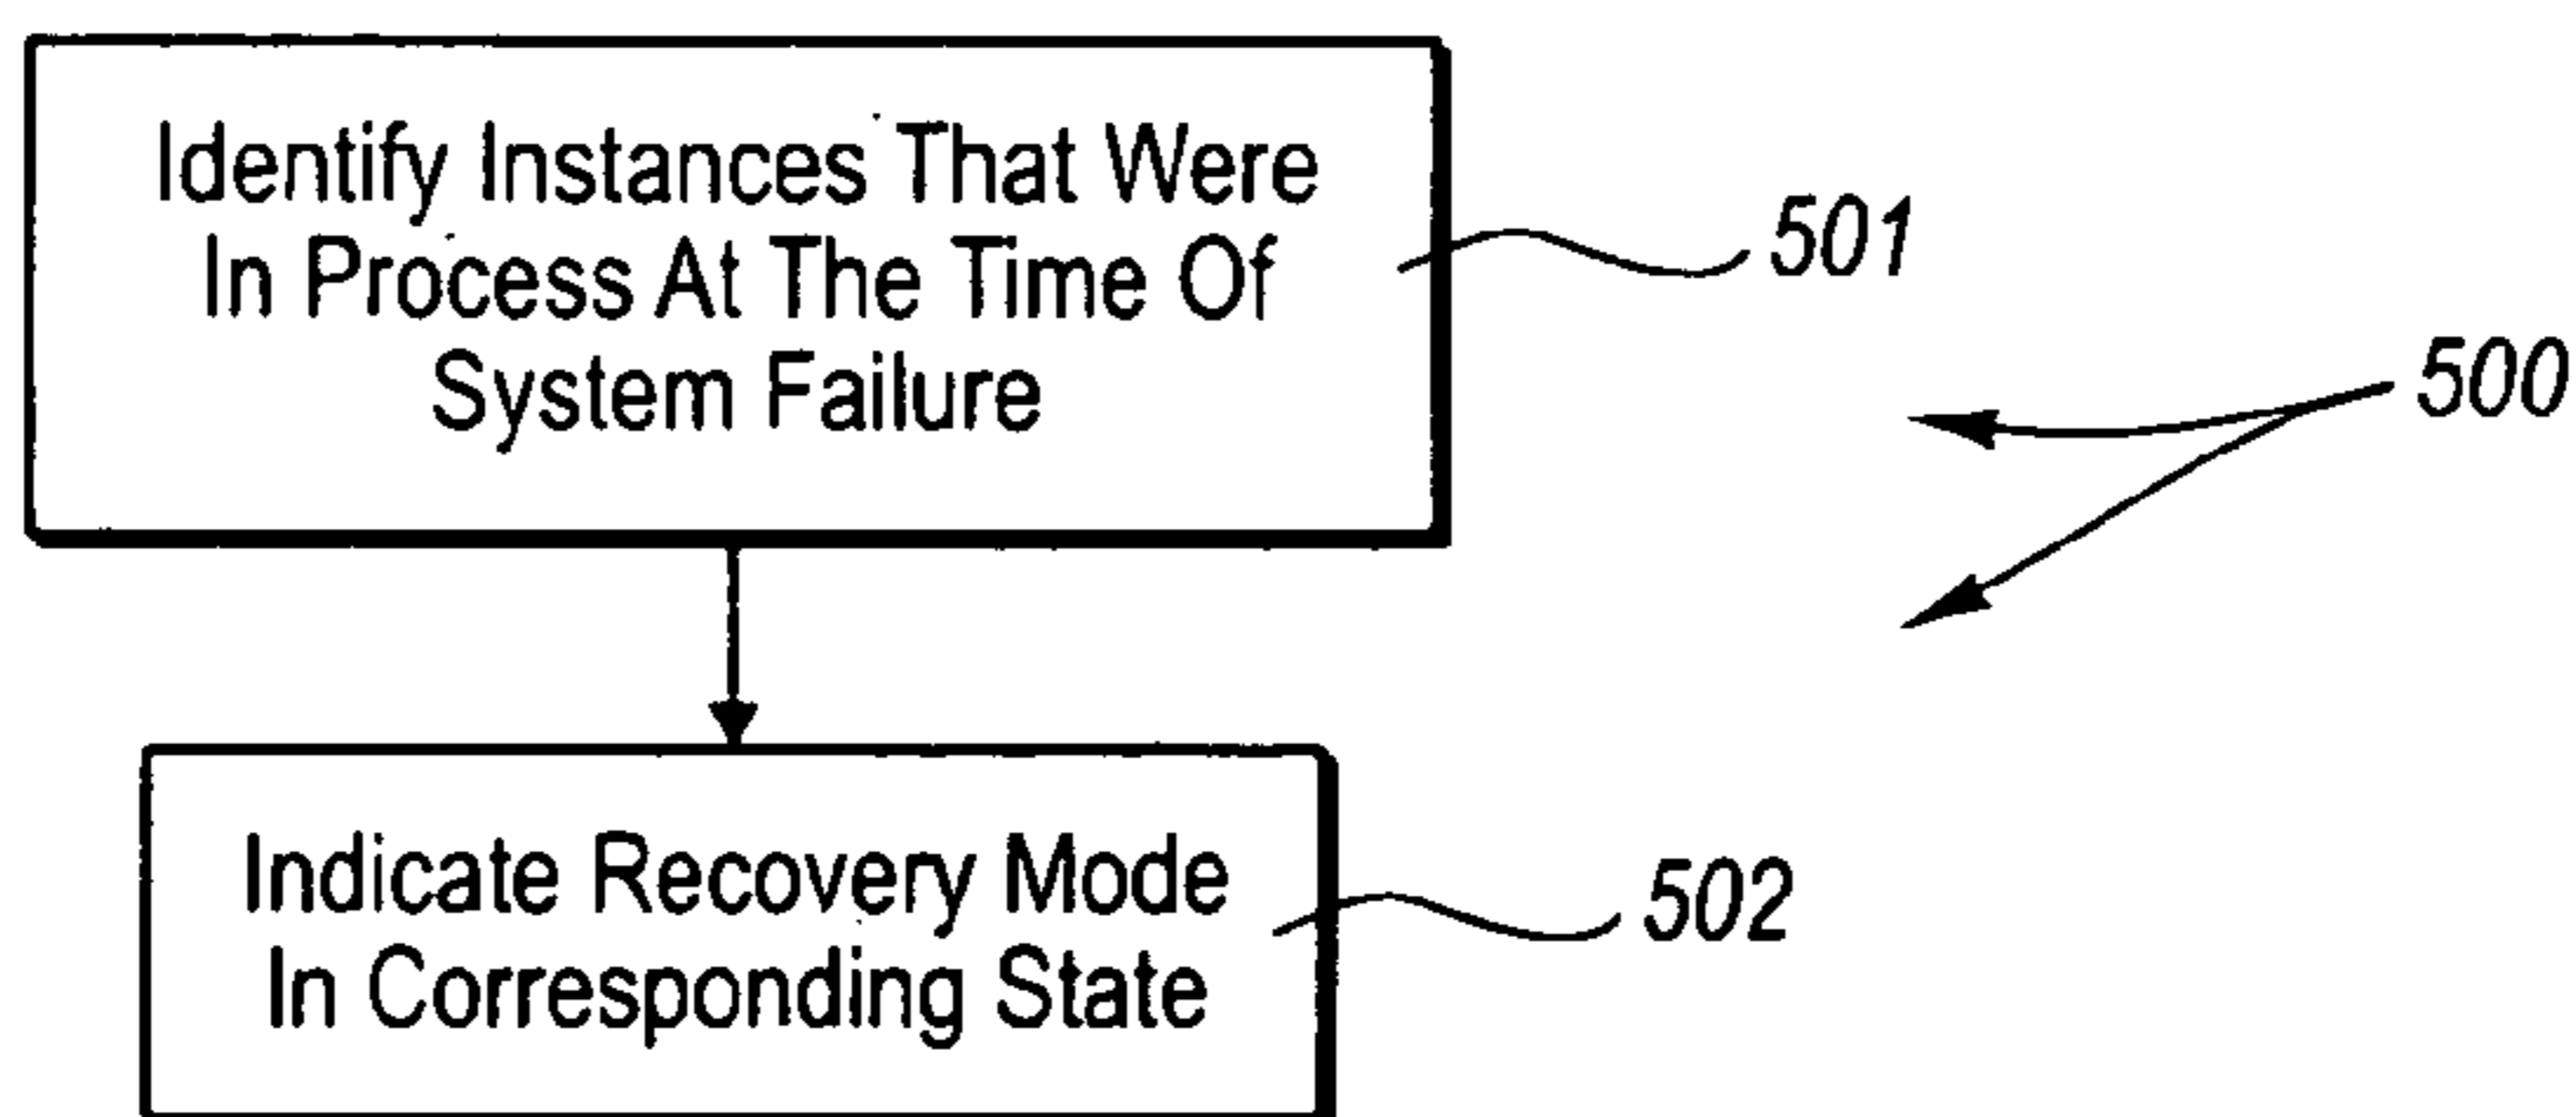 Identify Instances That Were
In Process At The Time Of
System Failure
501
500
Indicate Recovery Mode
In Corresponding State
502